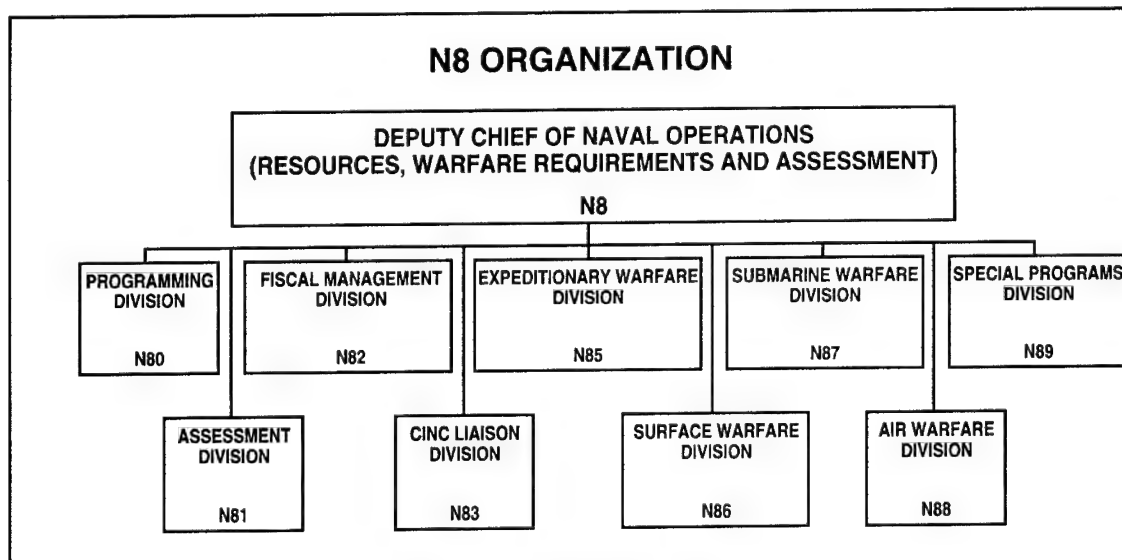 N8 ORGANIZATION
DEPUTY CHIEF OF NAVAL OPERATIONS
(RESOURCES, WARFARE REQUIREMENTS AND ASSESSMENT)
N8
PROGRAMMING
DIVISION
N80
FISCAL MANAGEMENT
DIVISION
N82
EXPEDITIONARY WARFARE
DIVISION
N85
SUBMARINE WARFARE
DIVISION
N87
SPECIAL PROGRAMS
DIVISION
N89
ASSESSMENT
DIVISION
N81
CINC LIAISON
DIVISION
N83
SURFACE WARFARE
DIVISION
N86
AIR WARFARE
DIVISION
N88